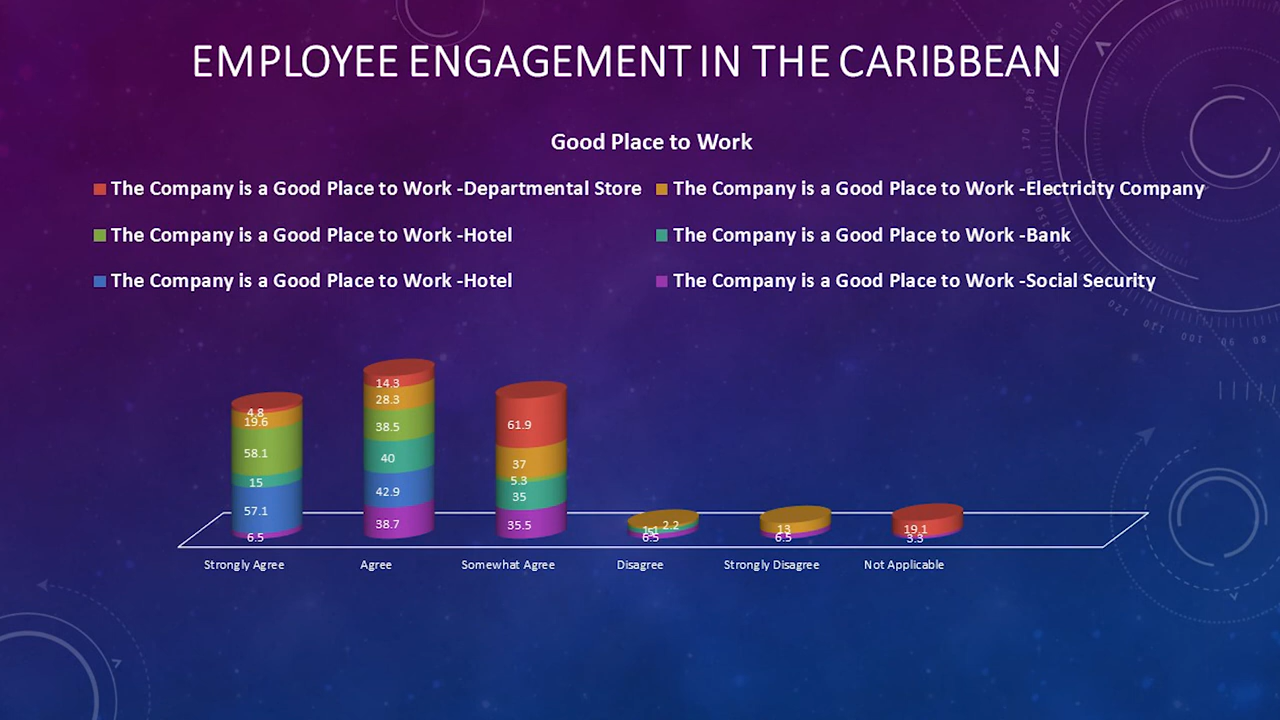 EMPLOYEE ENGAGEMENT IN THE CARIBBEAN
Good Place to Work
The Company is a Good Place to Work -Departmental Store
The Company is a Good Place to Work -Electricity Company
The Company is a Good Place to Work -Hotel
The Company is a Good Place to Work -Bank
The Company is a Good Place to Work -Hotel
The Company is a Good Place to Work -Social Security
4.8
19.6
58.1
15
57.1
6.5
14.3
28.3
38.5
40
42.9
38.7
61.9
37
5.3
35
35.5
2.2
6.5
13
6.5
19.1
3.3
Strongly Agree
Agree
Somewhat Agree
Disagree
Strongly Disagree
Not Applicable